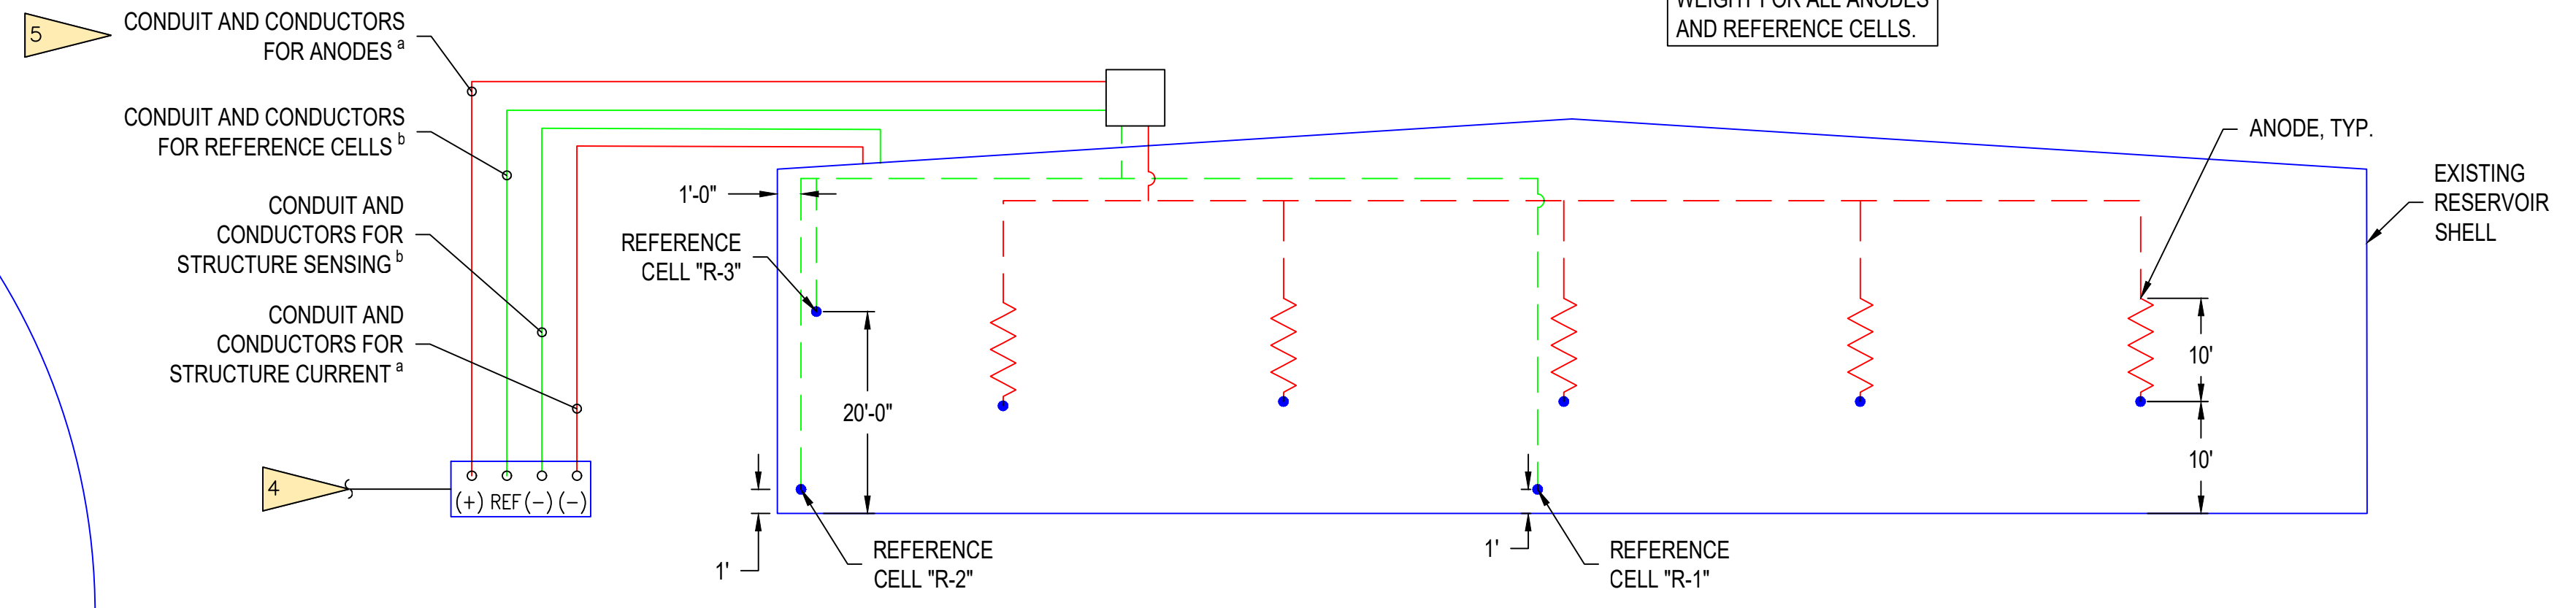 WEIGHT FOR ALL ANODES
AND REFERENCE CELLS.
5
CONDUIT AND CONDUCTORS
FOR ANODES a
CONDUIT AND CONDUCTORS
FOR REFERENCE CELLS b
CONDUIT AND
CONDUCTORS FOR
STRUCTURE SENSING b
CONDUIT AND
CONDUCTORS FOR
STRUCTURE CURRENT a
4
(+) REF (-) (-)
1'-0"
REFERENCE
CELL "R-3"
20'-0"
1'
REFERENCE
CELL "R-2"
1'
REFERENCE
CELL "R-1"
ANODE, TYP.
EXISTING
RESERVOIR
SHELL
10'
10'